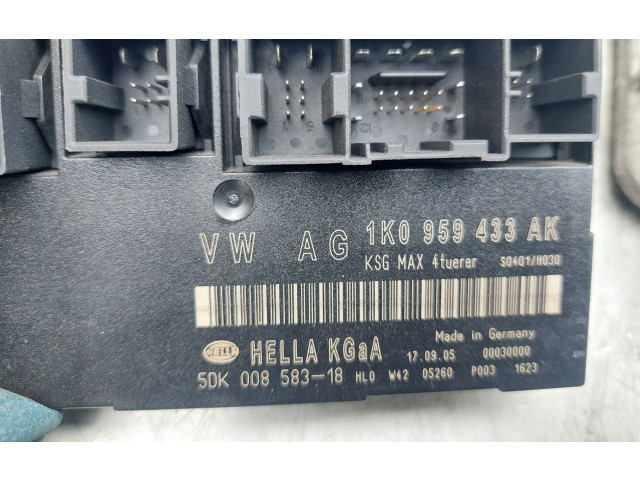 VW AG 1K0 959 433 AK
KSG MAX 4tuerer S0401/H030
HELLA HELLA KGaA Made in Germany
17.09.05 00030000
5DK 008 583-18 HL0 W42 05260 P003 1623